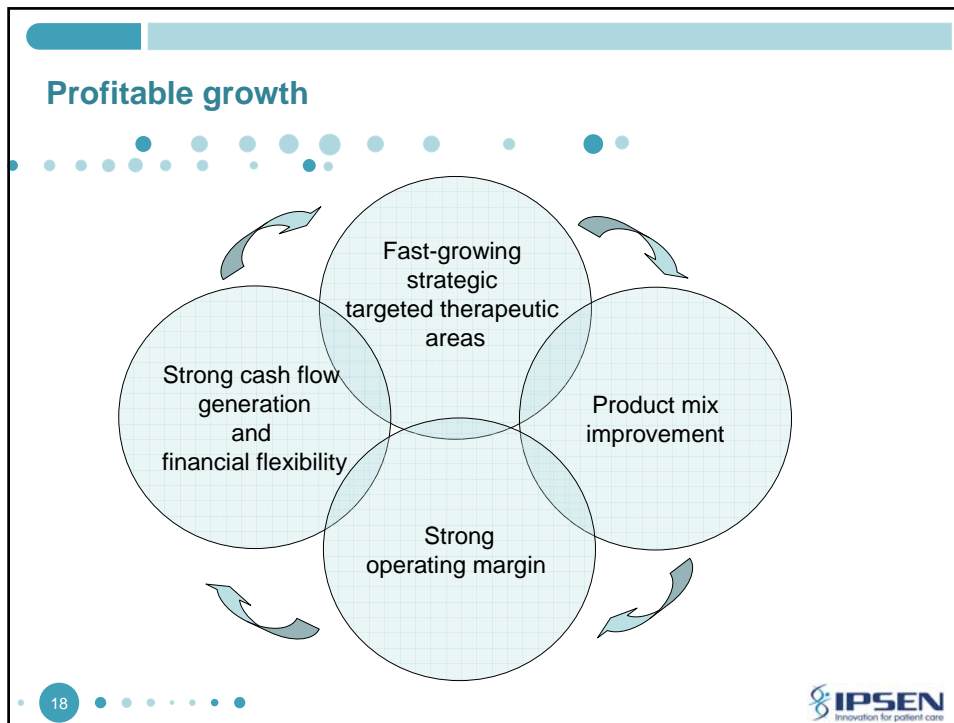 Profitable growth
Fast-growing
strategic
targeted therapeutic
areas
Strong cash flow
generation
and
financial flexibility
Product mix
improvement
Strong
operating margin
18
IPSEN
Innovation for patient care